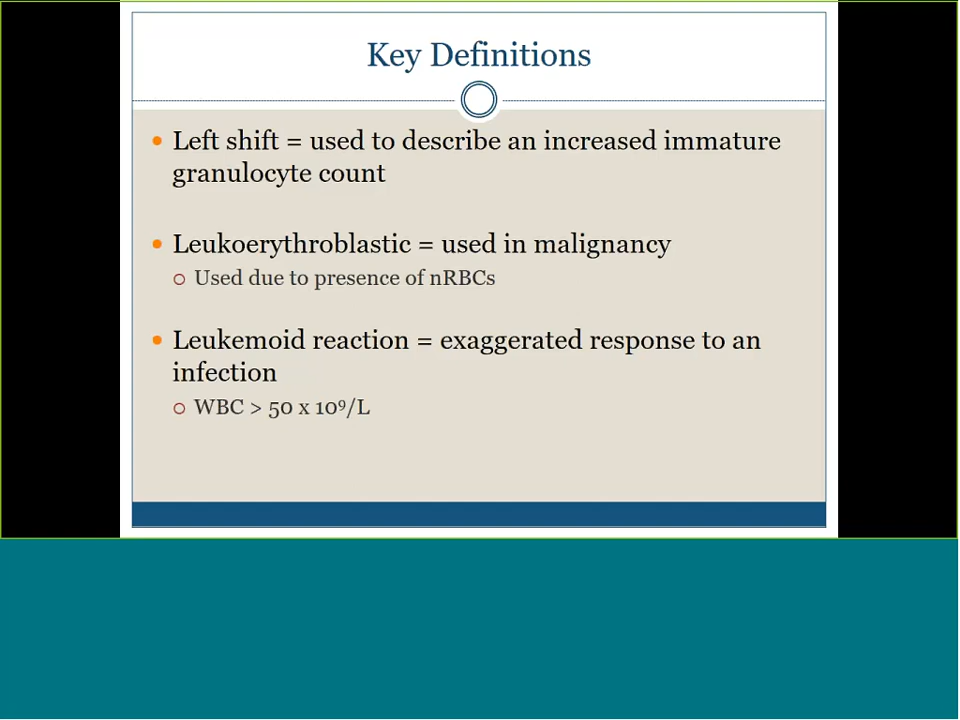 Key Definitions
Left shift = used to describe an increased immature
granulocyte count
Leukoerythroblastic = used in malignancy
Used due to presence of nRBCs
Leukemoid reaction = exaggerated response to an
infection
WBC > 50 x 10⁹/L